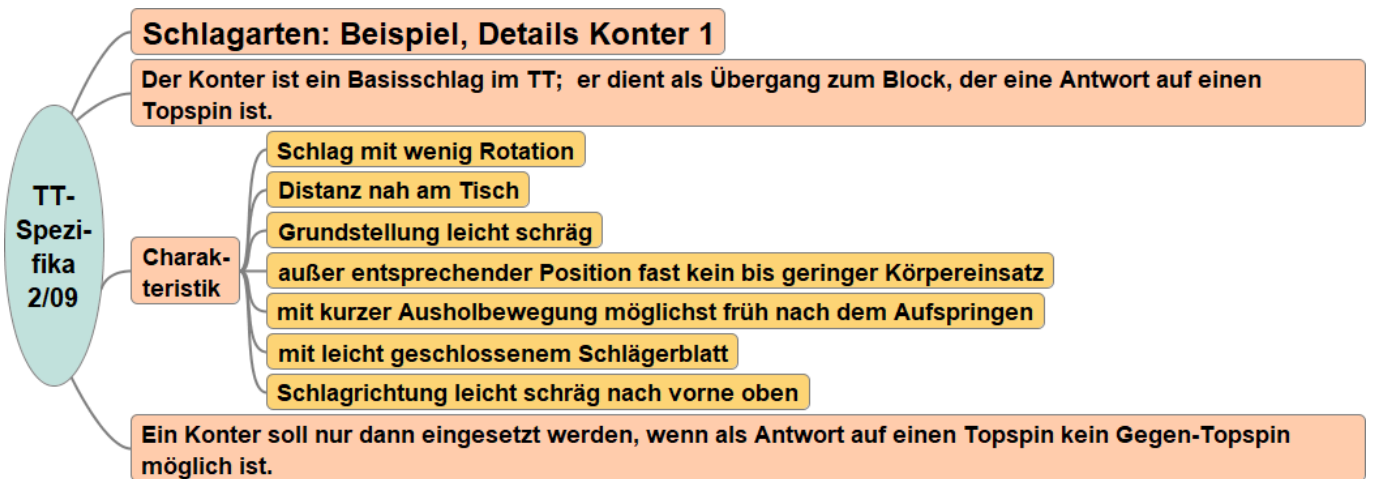 TT-
Spezi-
fika
2/09
Schlagarten: Beispiel, Details Konter 1
Der Konter ist ein Basisschlag im TT; er dient als Übergang zum Block, der eine Antwort auf einen
Topspin ist.
Charak-
teristik
Schlag mit wenig Rotation
Distanz nah am Tisch
Grundstellung leicht schräg
außer entsprechender Position fast kein bis geringer Körpereinsatz
mit kurzer Ausholbewegung möglichst früh nach dem Aufspringen
mit leicht geschlossenem Schlägerblatt
Schlagrichtung leicht schräg nach vorne oben
Ein Konter soll nur dann eingesetzt werden, wenn als Antwort auf einen Topspin kein Gegen-Topspin
möglich ist.